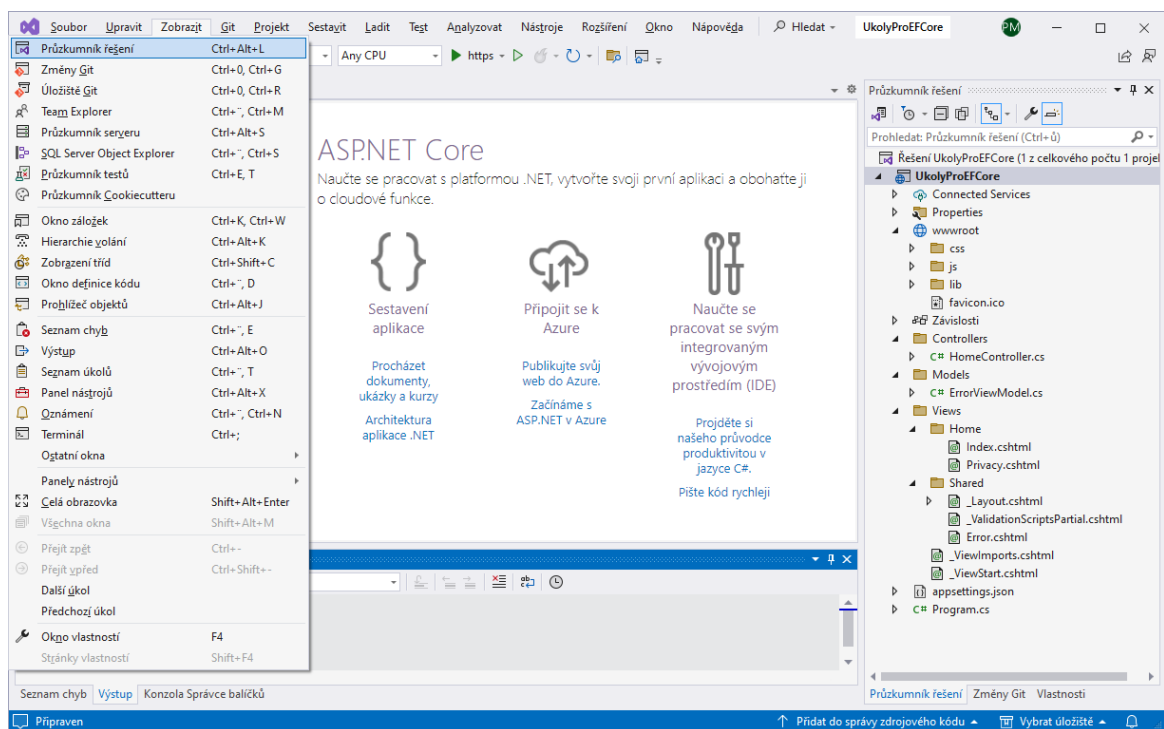 Soubor Upravit Zobrazit Git Projekt Sestavit Ladit Test Analyzovat Nástroje Rozšíření Okno Nápověda Hledat UkolyProEFCore PM
Any CPU https
Průzkumník řešení Ctrl+Alt+L
Změny Git Ctrl+0, Ctrl+G
Úložiště Git Ctrl+0, Ctrl+R
Team Explorer Ctrl+¨, Ctrl+M
Průzkumník serveru Ctrl+Alt+S
SQL Server Object Explorer Ctrl+¨, Ctrl+S
Průzkumník testů Ctrl+E, T
Průzkumník Cookiecutteru
Okno záložek Ctrl+K, Ctrl+W
Hierarchie volání Ctrl+Alt+K
Zobrazení tříd Ctrl+Shift+C
Okno definice kódu Ctrl+¨, D
Prohlížeč objektů Ctrl+Alt+J
Seznam chyb Ctrl+¨, E
Výstup Ctrl+Alt+O
Seznam úkolů Ctrl+¨, T
Panel nástrojů Ctrl+Alt+X
Oznámení Ctrl+¨, Ctrl+N
Terminál Ctrl+;
Ostatní okna
Panely nástrojů
Celá obrazovka Shift+Alt+Enter
Všechna okna Shift+Alt+M
Přejít zpět Ctrl+-
Přejít vpřed Ctrl+Shift+-
Další úkol
Předchozí úkol
Okno vlastností F4
Stránky vlastností Shift+F4
ASP.NET Core
Naučte se pracovat s platformou .NET, vytvořte svoji první aplikaci a obohaťte ji
o cloudové funkce.
Sestavení
aplikace
Procházet
dokumenty,
ukázky a kurzy
Architektura
aplikace .NET
Připojit se k
Azure
Publikujte svůj
web do Azure.
Začínáme s
ASP.NET v Azure
Naučte se
pracovat se svým
integrovaným
vývojovým
prostředím (IDE)
Projděte si
našeho průvodce
produktivitou v
jazyce C#.
Pište kód rychleji
Průzkumník řešení
Prohledat: Průzkumník řešení (Ctrl+ů)
Řešení UkolyProEFCore (1 z celkového počtu 1 projel
UkolyProEFCore
Connected Services
Properties
wwwroot
css
js
lib
favicon.ico
Závislosti
Controllers
C# HomeController.cs
Models
C# ErrorViewModel.cs
Views
Home
Index.cshtml
Privacy.cshtml
Shared
_Layout.cshtml
_ValidationScriptsPartial.cshtml
Error.cshtml
_ViewImports.cshtml
_ViewStart.cshtml
appsettings.json
C# Program.cs
Seznam chyb Výstup Konzola Správce balíčků
Průzkumník řešení Změny Git Vlastnosti
Připraven Přidat do správy zdrojového kódu Vybrat úložiště